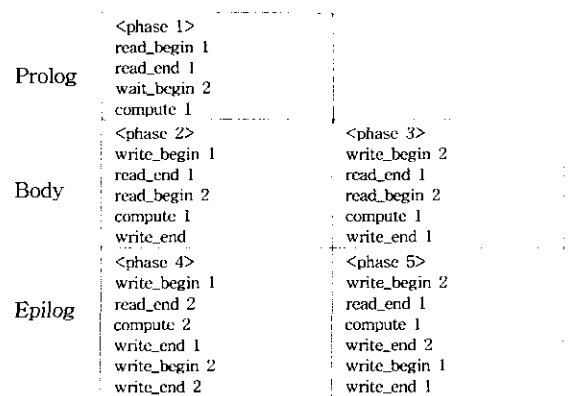 Prolog
<phase 1>
read_begin 1
read_end 1
wait_begin 2
compute 1
Body
<phase 2>
write_begin 1
read_end 1
read_begin 2
compute 1
write_end
<phase 3>
write_begin 2
read_end 1
read_begin 2
compute 1
write_end 1
Epilog
<phase 4>
write_begin 1
read_end 2
compute 2
write_end 1
write_begin 2
write_end 2
<phase 5>
write_begin 2
read_end 1
compute 1
write_end 2
write_begin 1
write_end 1